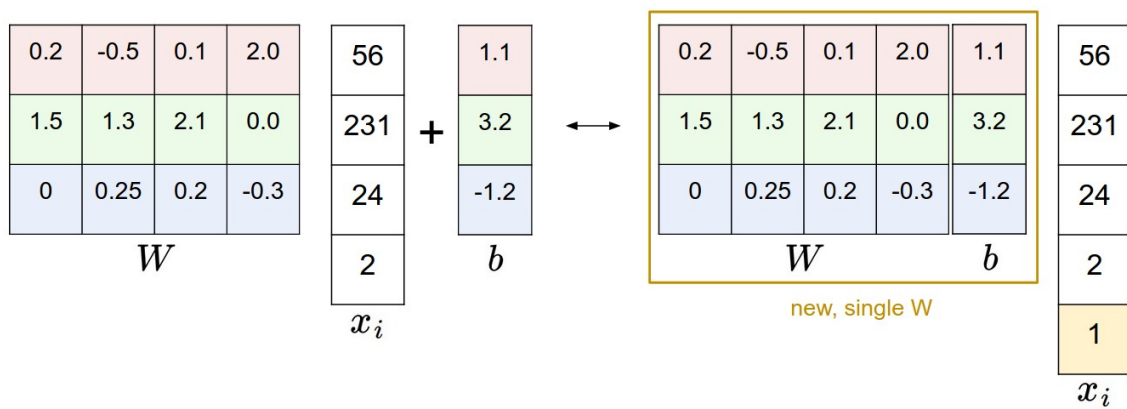 0.2 -0.5 0.1 2.0 56 1.1 0.2 -0.5 0.1 2.0 1.1 56
1.5 1.3 2.1 0.0 231 + 3.2 ↔ 1.5 1.3 2.1 0.0 3.2 231
0 0.25 0.2 -0.3 24 -1.2 0 0.25 0.2 -0.3 -1.2 24
W 2 b W b 2
x_i new, single W 1
x_i